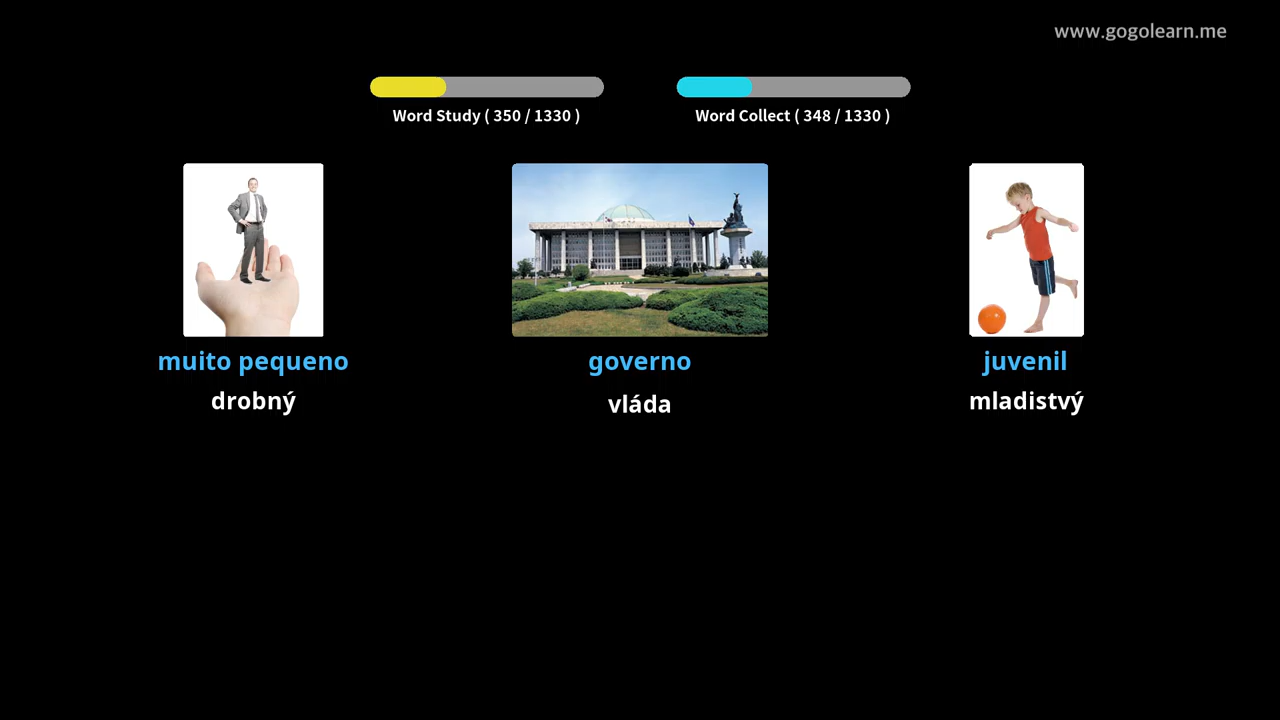 www.gogolearn.me
Word Study ( 350 / 1330 )
Word Collect ( 348 / 1330 )
muito pequeno
drobný
governo
vláda
juvenil
mladistvý